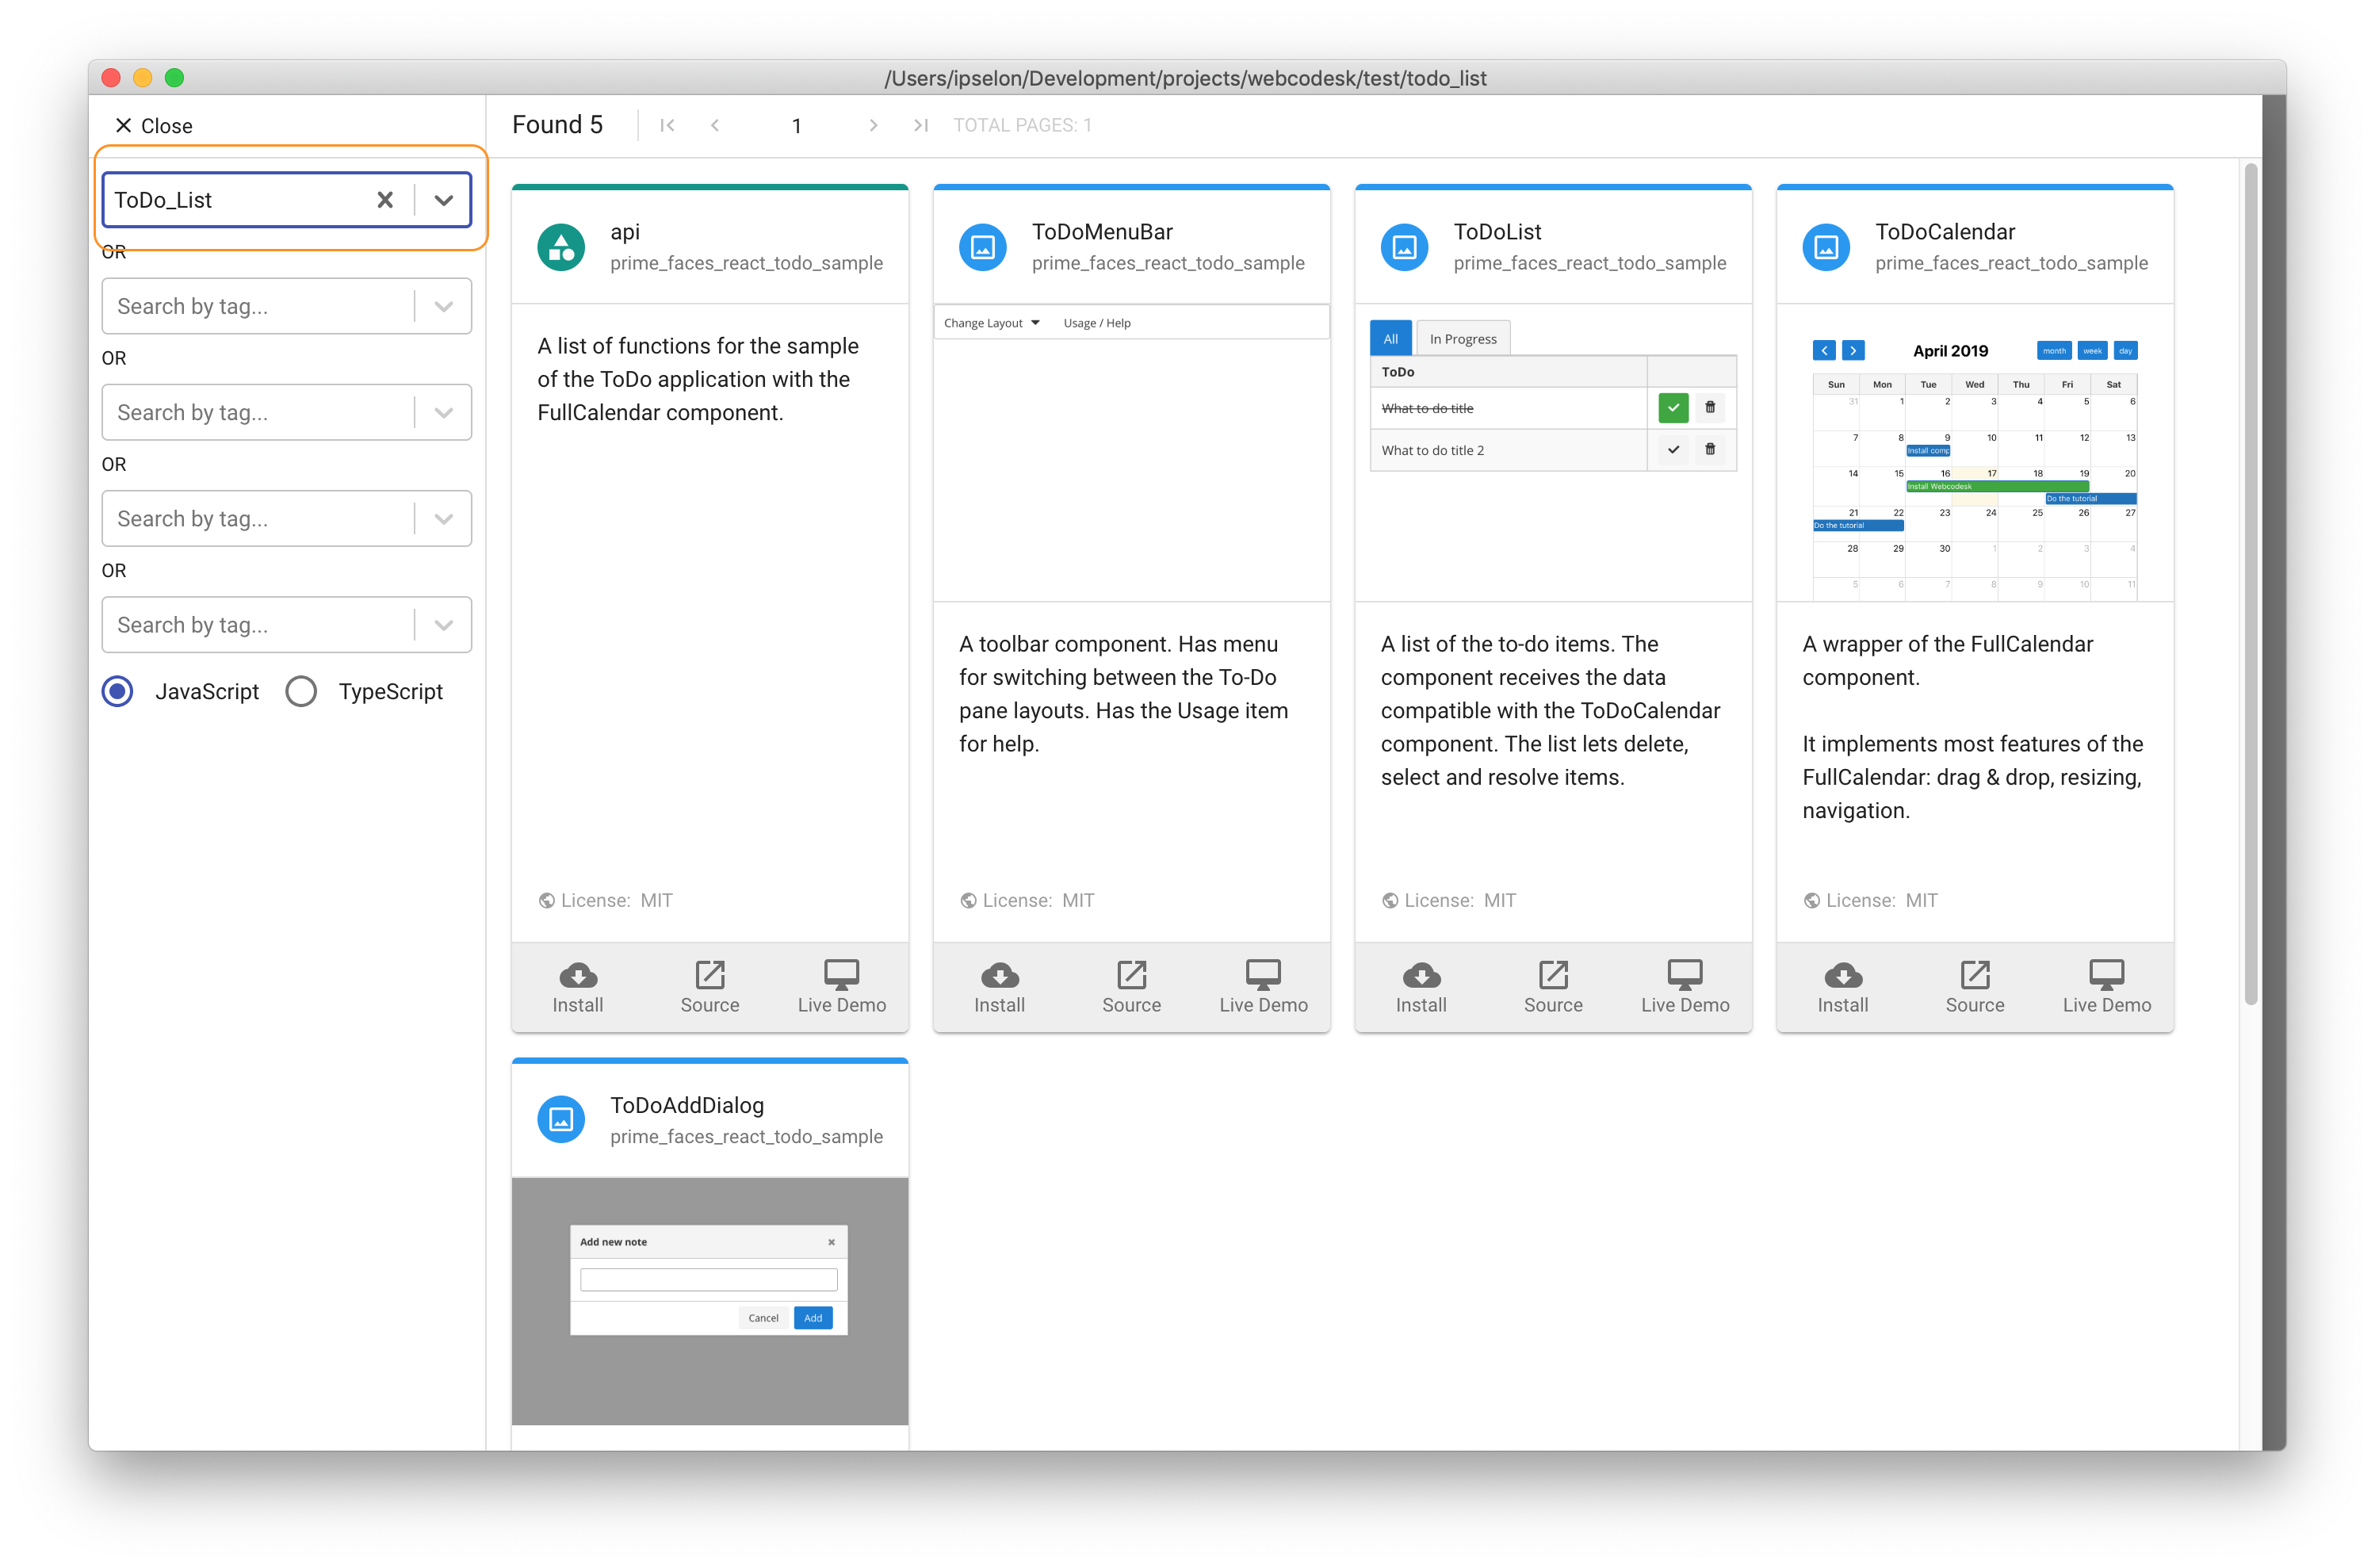 /Users/ipselon/Development/projects/webcodesk/test/todo_list
Close
Found 5
1
TOTAL PAGES: 1
ToDo_List
OR
Search by tag...
OR
Search by tag...
OR
Search by tag...
OR
Search by tag...
JavaScript
TypeScript
api
prime_faces_react_todo_sample
A list of functions for the sample
of the ToDo application with the
FullCalendar component.
License: MIT
Install
Source
Live Demo
ToDoMenuBar
prime_faces_react_todo_sample
Change Layout
Usage / Help
A toolbar component. Has menu
for switching between the To-Do
pane layouts. Has the Usage item
for help.
License: MIT
Install
Source
Live Demo
ToDoList
prime_faces_react_todo_sample
All
In Progress
ToDo
What to do title
What to do title 2
A list of the to-do items. The
component receives the data
compatible with the ToDoCalendar
component. The list lets delete,
select and resolve items.
License: MIT
Install
Source
Live Demo
ToDoCalendar
prime_faces_react_todo_sample
April 2019
month
week
day
Sun Mon Tue Wed Thu Fri Sat
31 1 2 3 4 5 6
7 8 9 10 11 12 13
Install comp
14 15 16 17 18 19 20
Install Webcodesk
Do the tutorial
21 22 23 24 25 26 27
Do the tutorial
28 29 30 1 2 3 4
5 6 7 8 9 10 11
A wrapper of the FullCalendar
component.
It implements most features of the
FullCalendar: drag & drop, resizing,
navigation.
License: MIT
Install
Source
Live Demo
ToDoAddDialog
prime_faces_react_todo_sample
Add new note
Cancel
Add